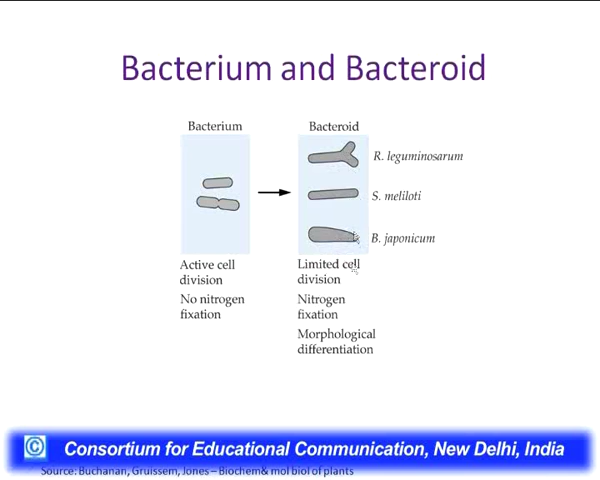 Bacterium and Bacteroid
Bacterium
Bacteroid
R. leguminosarum
S. meliloti
B. japonicum
Active cell
division
No nitrogen
fixation
Limited cell
division
Nitrogen
fixation
Morphological
differentiation
© Consortium for Educational Communication, New Delhi, India
Source: Buchanan, Gruissem, Jones – Biochem& mol biol of plants